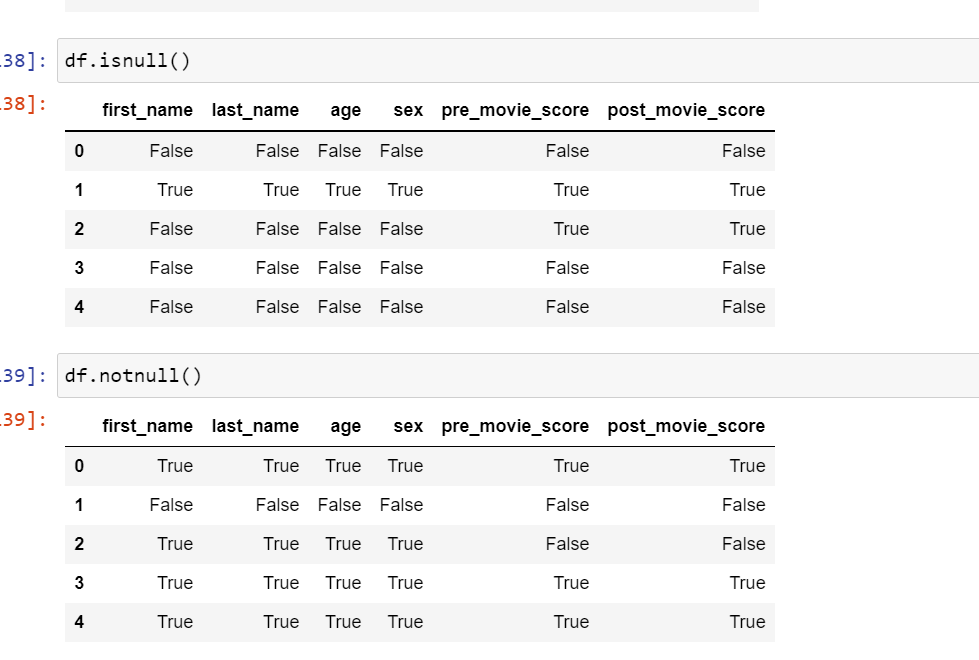 38]: df.isnull()
38]:
first_name last_name age sex pre_movie_score post_movie_score
0 False False False False False False
1 True True True True True True
2 False False False False True True
3 False False False False False False
4 False False False False False False
39]: df.notnull()
39]:
first_name last_name age sex pre_movie_score post_movie_score
0 True True True True True True
1 False False False False False False
2 True True True True False False
3 True True True True True True
4 True True True True True True